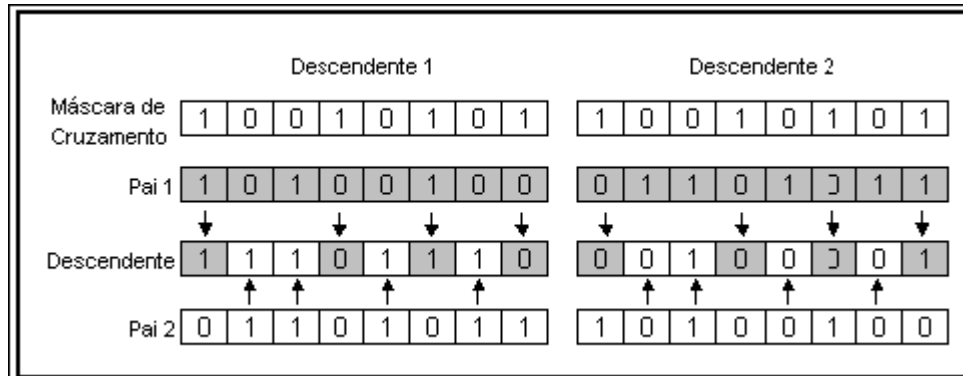 Descendente 1 Descendente 2
Máscara de
Cruzamento
1 0 0 1 0 1 0 1 1 0 0 1 0 1 0 1
Pai 1 1 0 1 0 0 1 0 0 0 1 1 0 1 0 1 1
Descendente 1 1 1 0 1 1 1 0 0 0 1 0 0 0 0 1
Pai 2 0 1 1 0 1 0 1 1 1 0 1 0 0 1 0 0